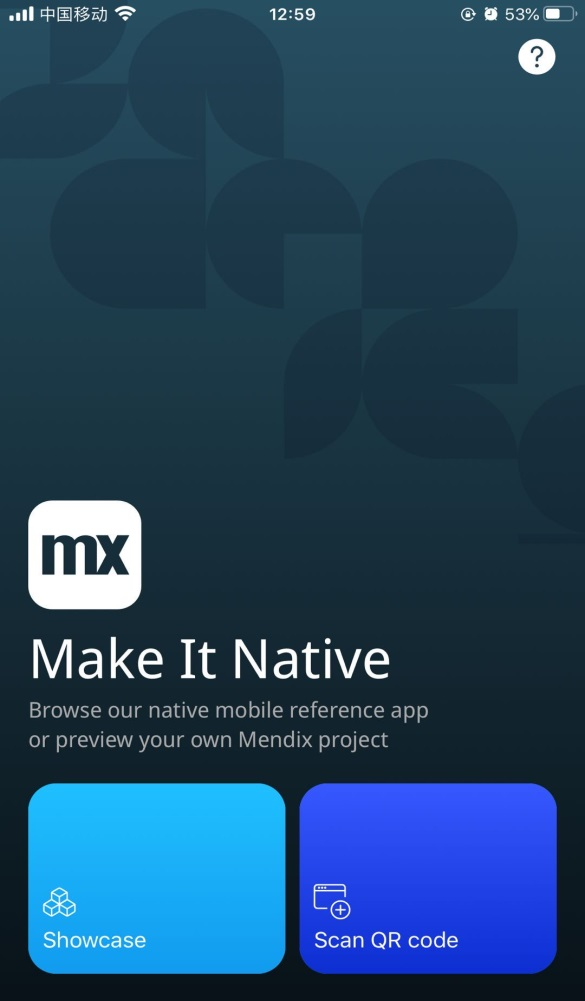 中国移动 12:59 53%
?
mx
Make It Native
Browse our native mobile reference app
or preview your own Mendix project
Showcase
Scan QR code